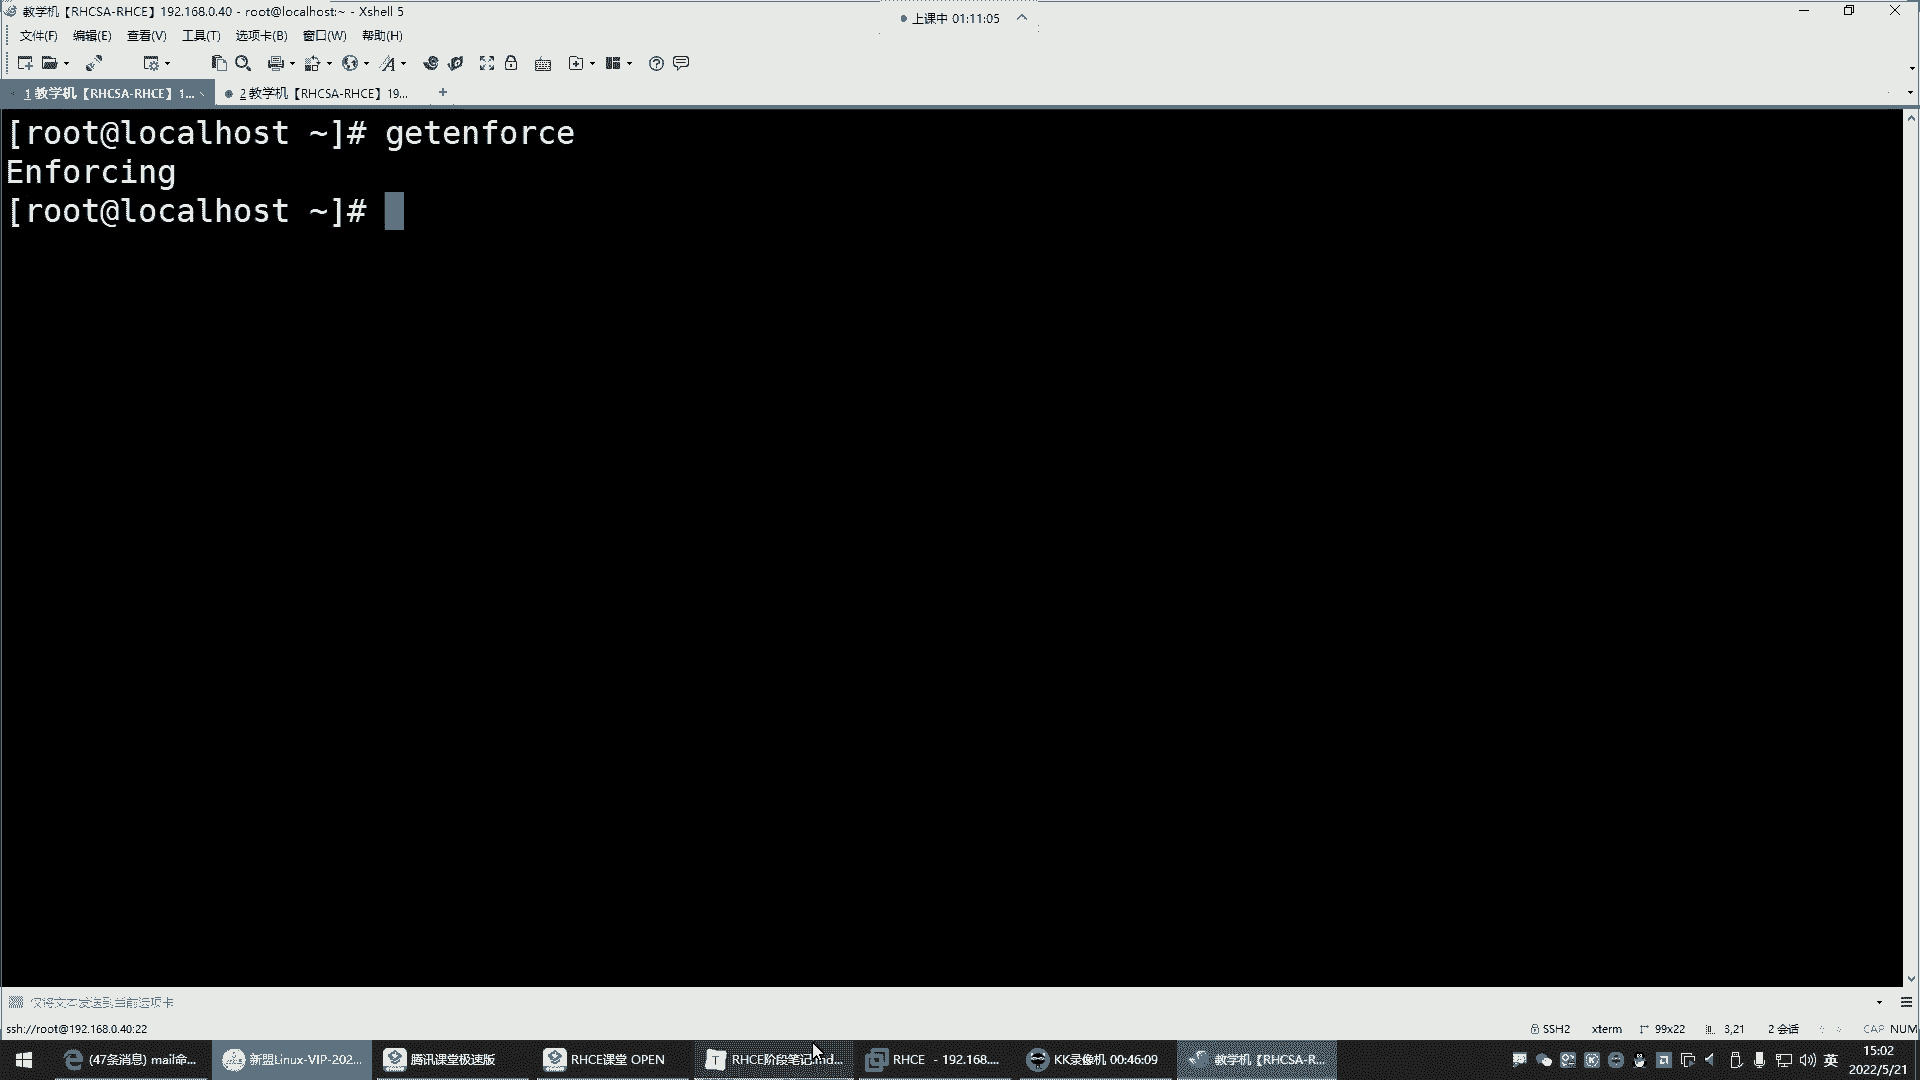 教学机【RHCSA-RHCE】192.168.0.40 - root@localhost:~ - Xshell 5
上课中 01:11:05
文件(F) 编辑(E) 查看(V) 工具(T) 选项卡(B) 窗口(W) 帮助(H)
1 教学机【RHCSA-RHCE】1... 2 教学机【RHCSA-RHCE】19... +
[root@localhost ~]# getenforce
Enforcing
[root@localhost ~]#
仅将文本发送到当前选项卡
ssh://root@192.168.0.40:22 SSH2 xterm 99x22 3,21 2 会话 CAP NUM
(47条消息) mail命... 新盟Linux-VIP-202... 腾讯课堂极速版 RHCE课堂 OPEN RHCE阶段笔记.md... RHCE - 192.168.... KK录像机 00:46:09 教学机【RHCSA-R... 英 15:02
2022/5/21